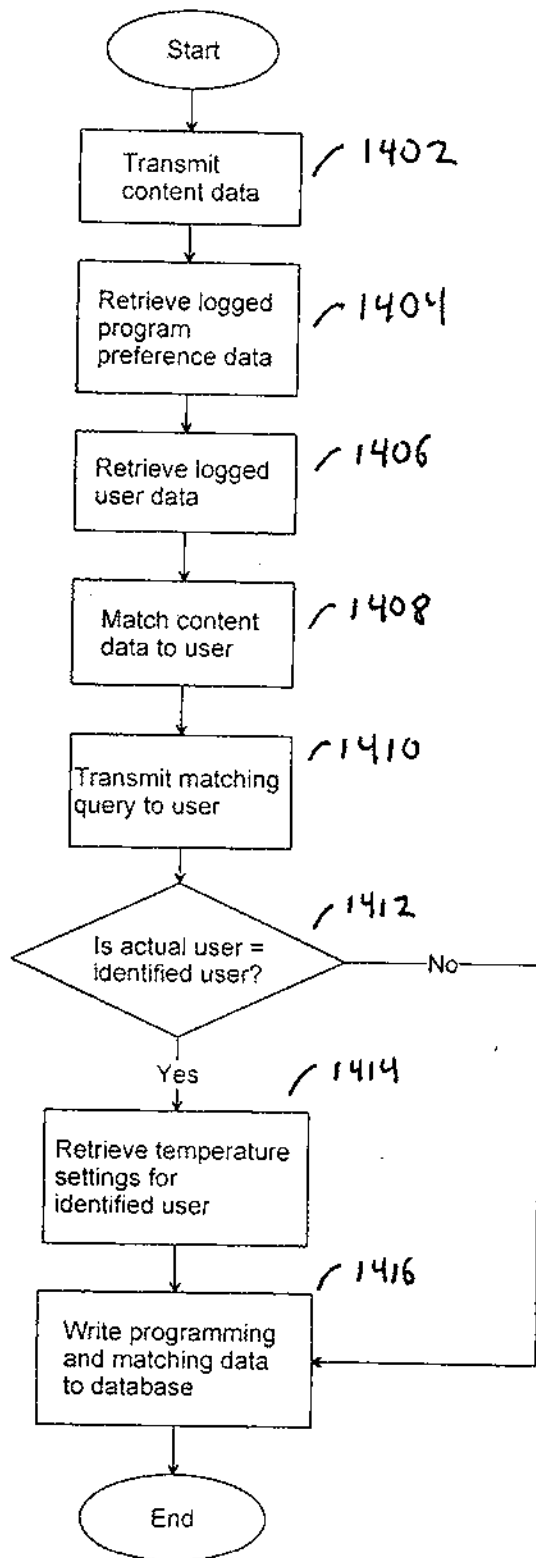 Start
Transmit
content data
1402
Retrieve logged
program
preference data
1404
Retrieve logged
user data
1406
Match content
data to user
1408
Transmit matching
query to user
1410
Is actual user =
identified user?
1412
No
Yes
Retrieve temperature
settings for
identified user
1414
Write programming
and matching data
to database
1416
End